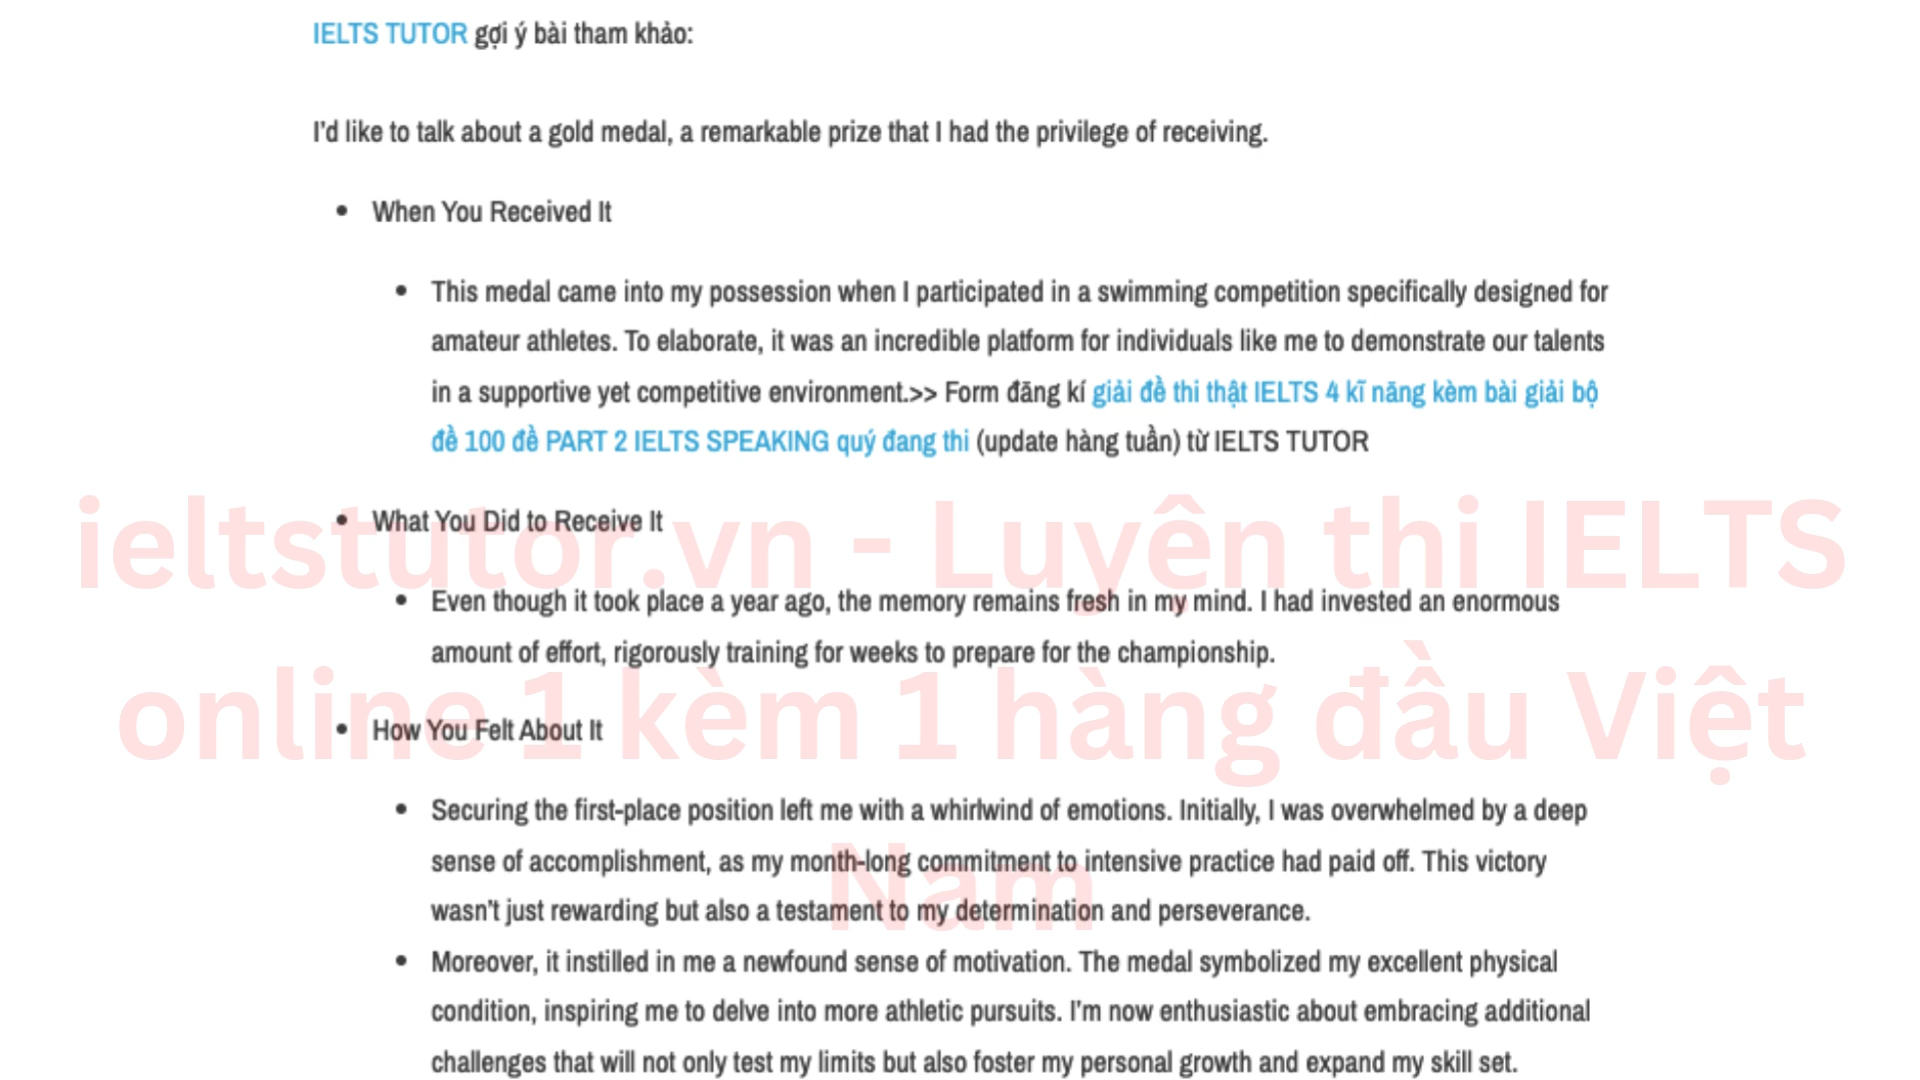 IELTS TUTOR gợi ý bài tham khảo:
I'd like to talk about a gold medal, a remarkable prize that I had the privilege of receiving.
When You Received It
This medal came into my possession when I participated in a swimming competition specifically designed for
amateur athletes. To elaborate, it was an incredible platform for individuals like me to demonstrate our talents
in a supportive yet competitive environment.>> Form đăng kí giải đề thi thật IELTS 4 kĩ năng kèm bài giải bộ
đề 100 đề PART 2 IELTS SPEAKING quý đang thi (update hàng tuần) từ IELTS TUTOR
What You Did to Receive It
Even though it took place a year ago, the memory remains fresh in my mind. I had invested an enormous
amount of effort, rigorously training for weeks to prepare for the championship.
How You Felt About It
Securing the first-place position left me with a whirlwind of emotions. Initially, I was overwhelmed by a deep
sense of accomplishment, as my month-long commitment to intensive practice had paid off. This victory
wasn't just rewarding but also a testament to my determination and perseverance.
Moreover, it instilled in me a newfound sense of motivation. The medal symbolized my excellent physical
condition, inspiring me to delve into more athletic pursuits. I'm now enthusiastic about embracing additional
challenges that will not only test my limits but also foster my personal growth and expand my skill set.
ieltstutor.vn - Luyện thi IELTS
online 1 kèm 1 hàng đầu Việt
Nam